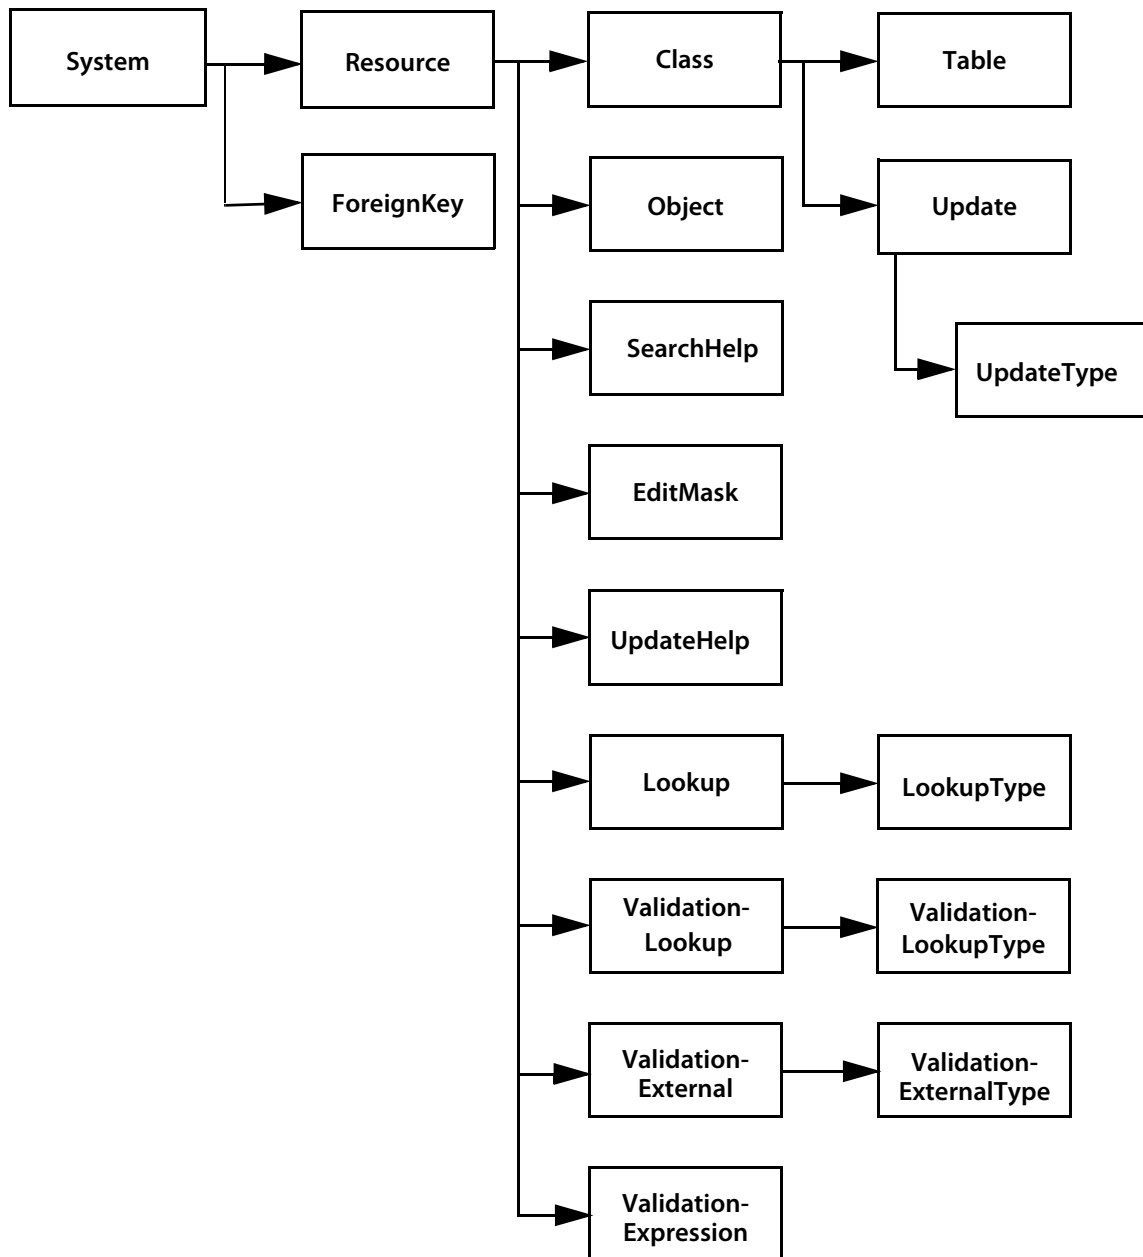 System
Resource
Class
Table
ForeignKey
Object
Update
SearchHelp
UpdateType
EditMask
UpdateHelp
Lookup
LookupType
Validation-
Lookup
Validation-
LookupType
Validation-
External
Validation-
ExternalType
Validation-
Expression